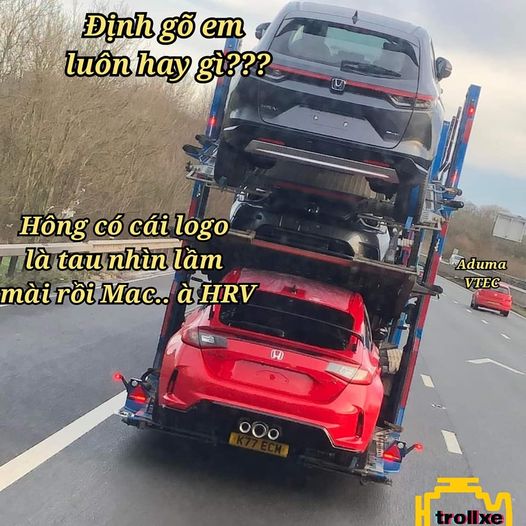 Định gõ em
luôn hay gì???
Hông có cái logo
là tau nhìn lầm
mài rồi Mac.. à HRV
Aduma
VTEC
K77 ECM
trollxe